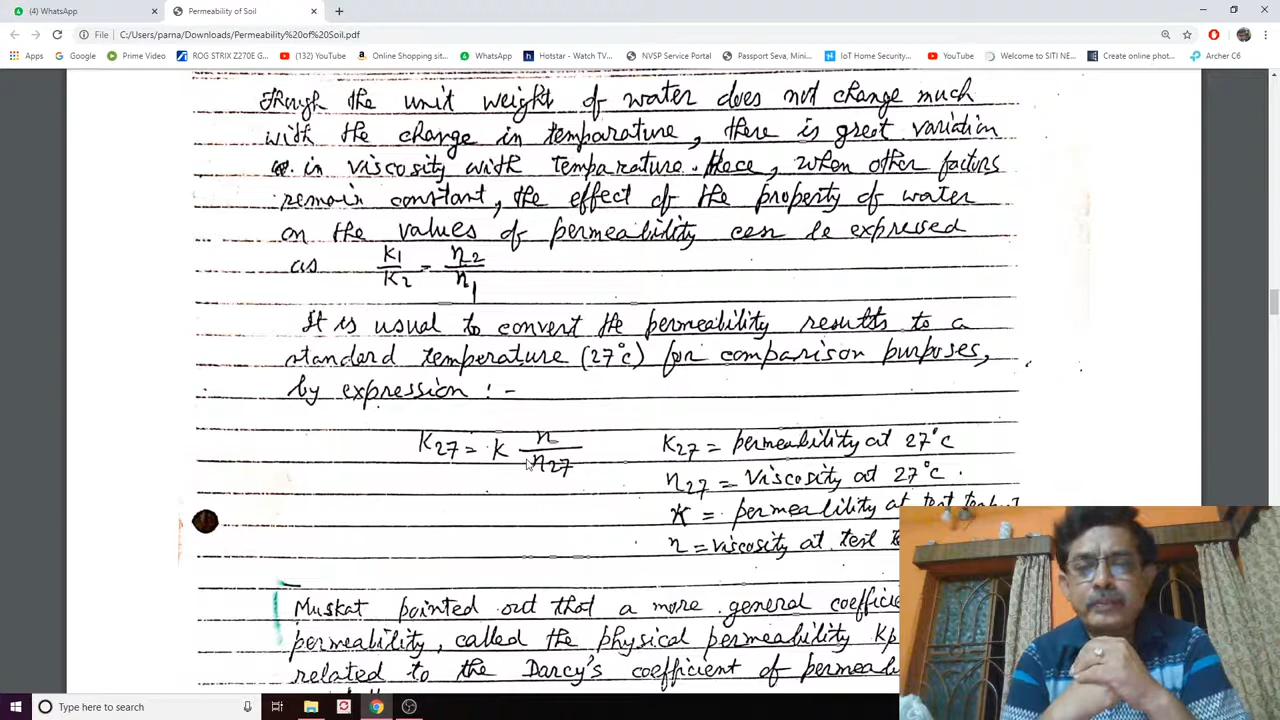 (4) WhatsApp
Permeability of Soil
File
C:/Users/parna/Downloads/Permeability%20of%20Soil.pdf
Apps
Google
Prime Video
ROG STRIX Z270E G...
(132) YouTube
Online shopping sit...
WhatsApp
Hotstar - Watch TV...
NVSP Service Portal
Passport Seva, Mini...
IoT Home Security...
YouTube
Welcome to SITI NE...
Create online photo...
Archer C6
though the unit weight of water does not change much
with the change in temparature, there is great variation
in viscosity with temparature. Hece, when other factors
remain constant, the effect of the property of water
on the values of permeability can be expressed
as K1/K2 = η2/η1
It is usual to convert the permeability results to a
standard temperature (27°c) for comparison purposes,
by expression : -
K27 = K η/η27
K27 = permeability at 27°c
η27 = Viscosity at 27°c.
K = permeability at test
η = viscosity at test
Muskat pointed out that a more general
permeability, called the physical permeability Kp
related to the Darcy's coefficient of
Type here to search